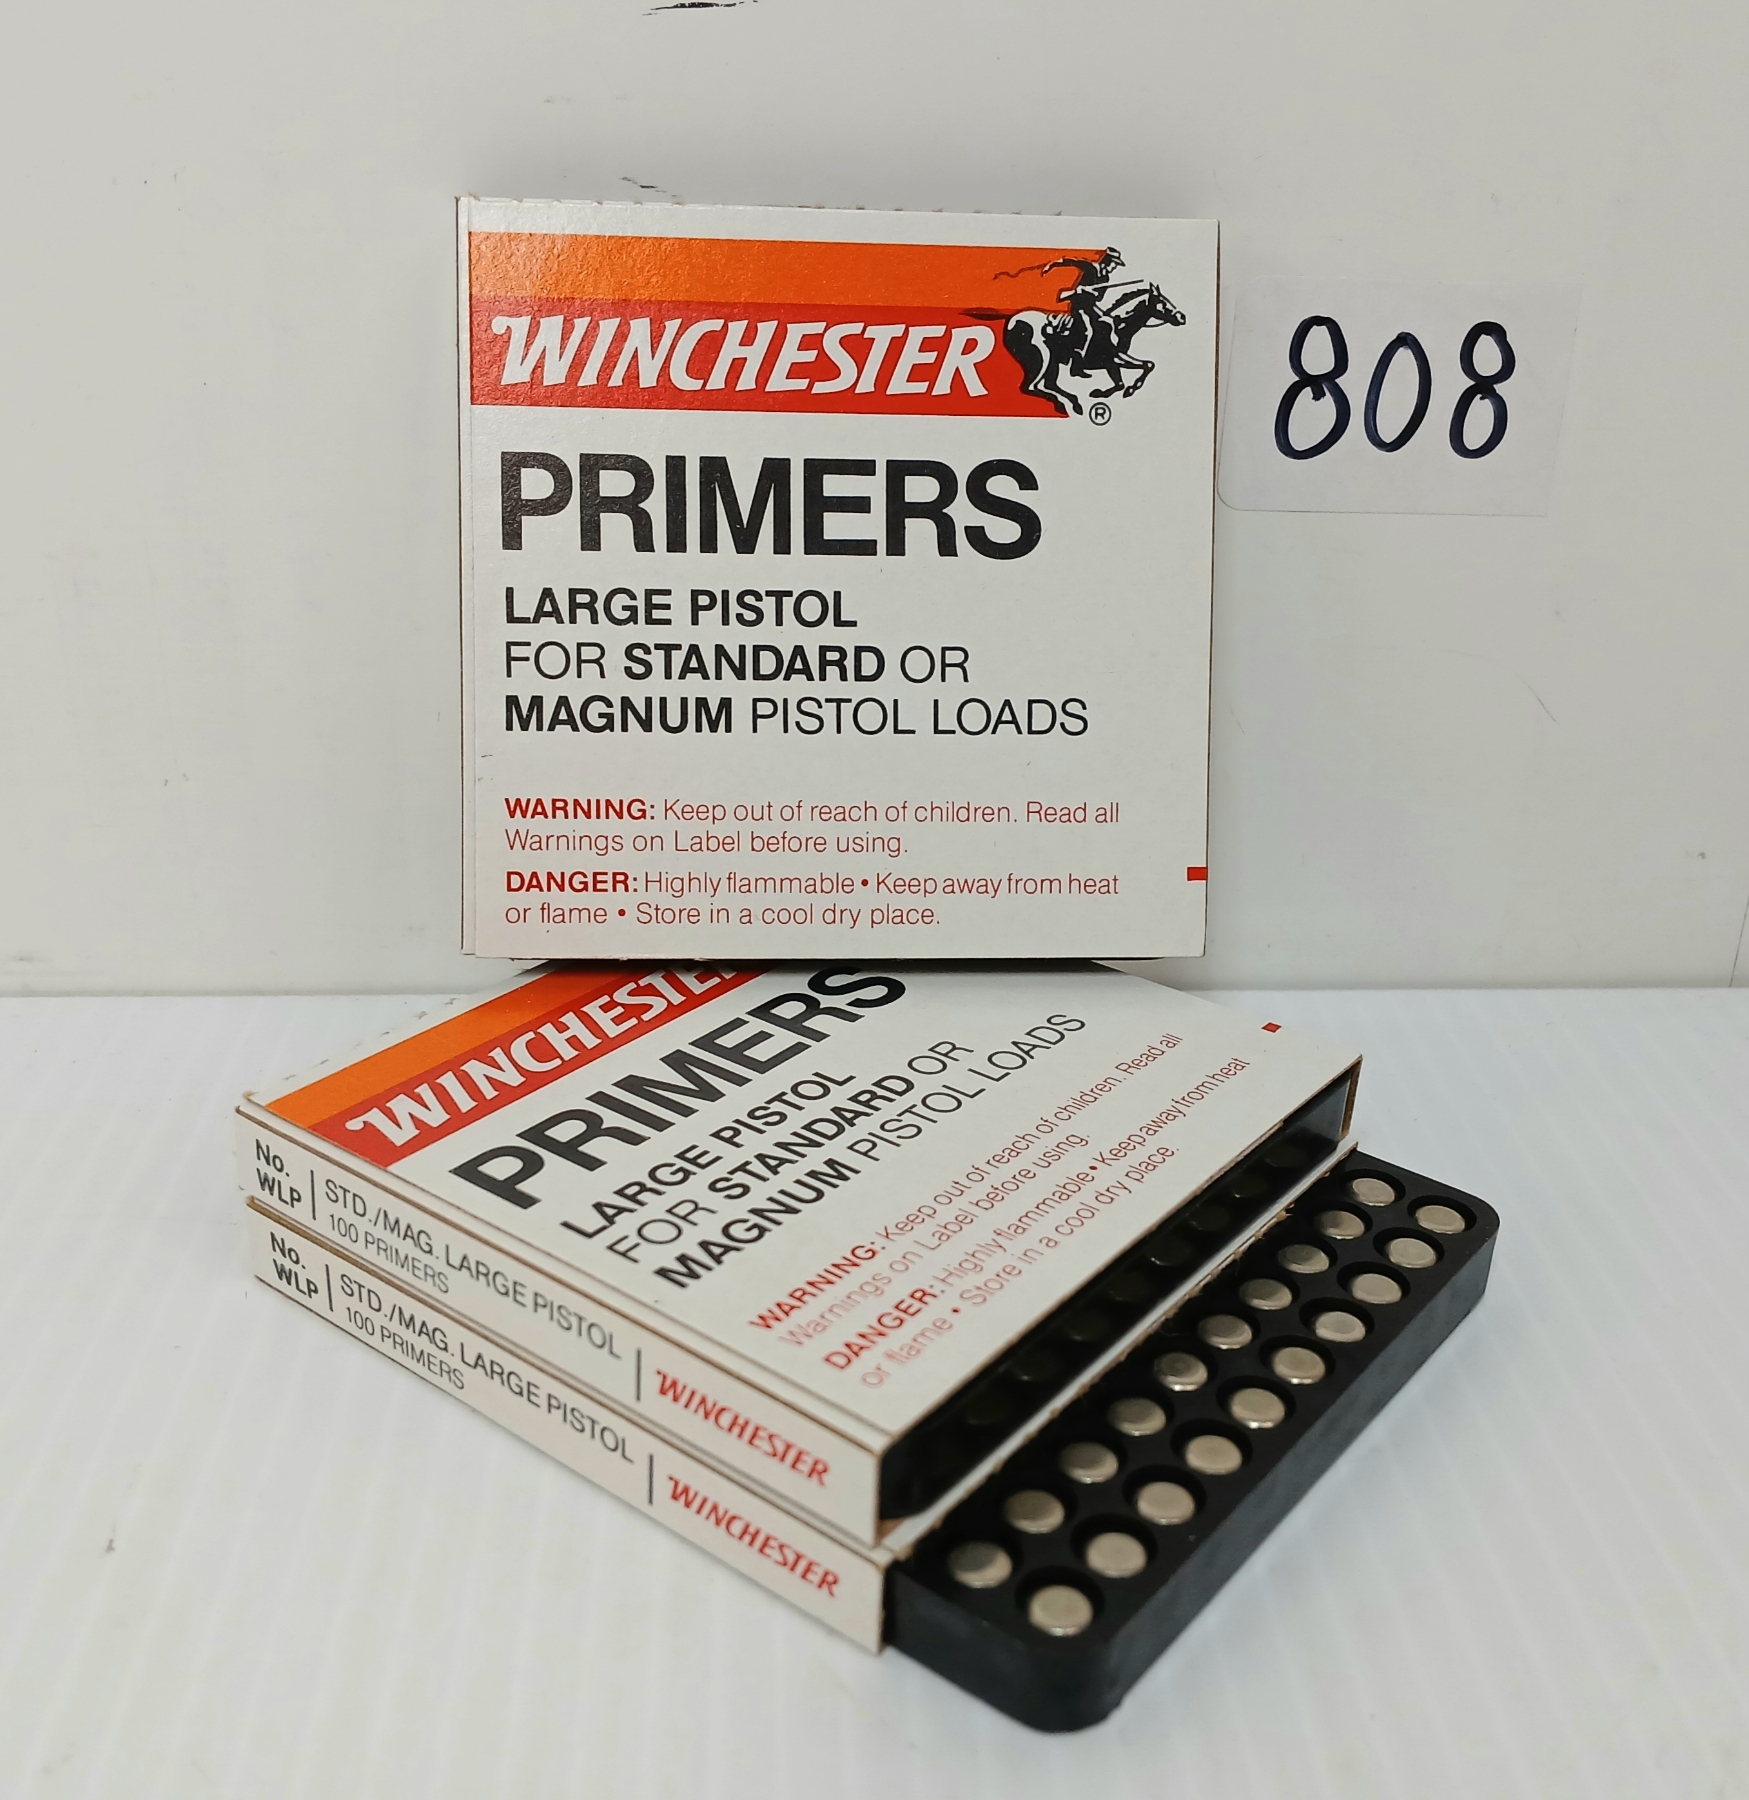 WINCHESTER
®
PRIMERS
LARGE PISTOL
FOR STANDARD OR
MAGNUM PISTOL LOADS
WARNING: Keep out of reach of children. Read all
Warnings on Label before using.
DANGER: Highly flammable • Keep away from heat
or flame • Store in a cool dry place.
808
WINCHESTER
PRIMERS
LARGE PISTOL
FOR STANDARD OR
MAGNUM PISTOL LOADS
WARNING: Keep out of reach of children. Read all
Warnings on Label before using.
DANGER: Highly flammable • Keep away from heat
or flame • Store in a cool dry place.
No.
WLP
STD./MAG. LARGE PISTOL
100 PRIMERS
WINCHESTER
No.
WLP
STD./MAG. LARGE PISTOL
100 PRIMERS
WINCHESTER